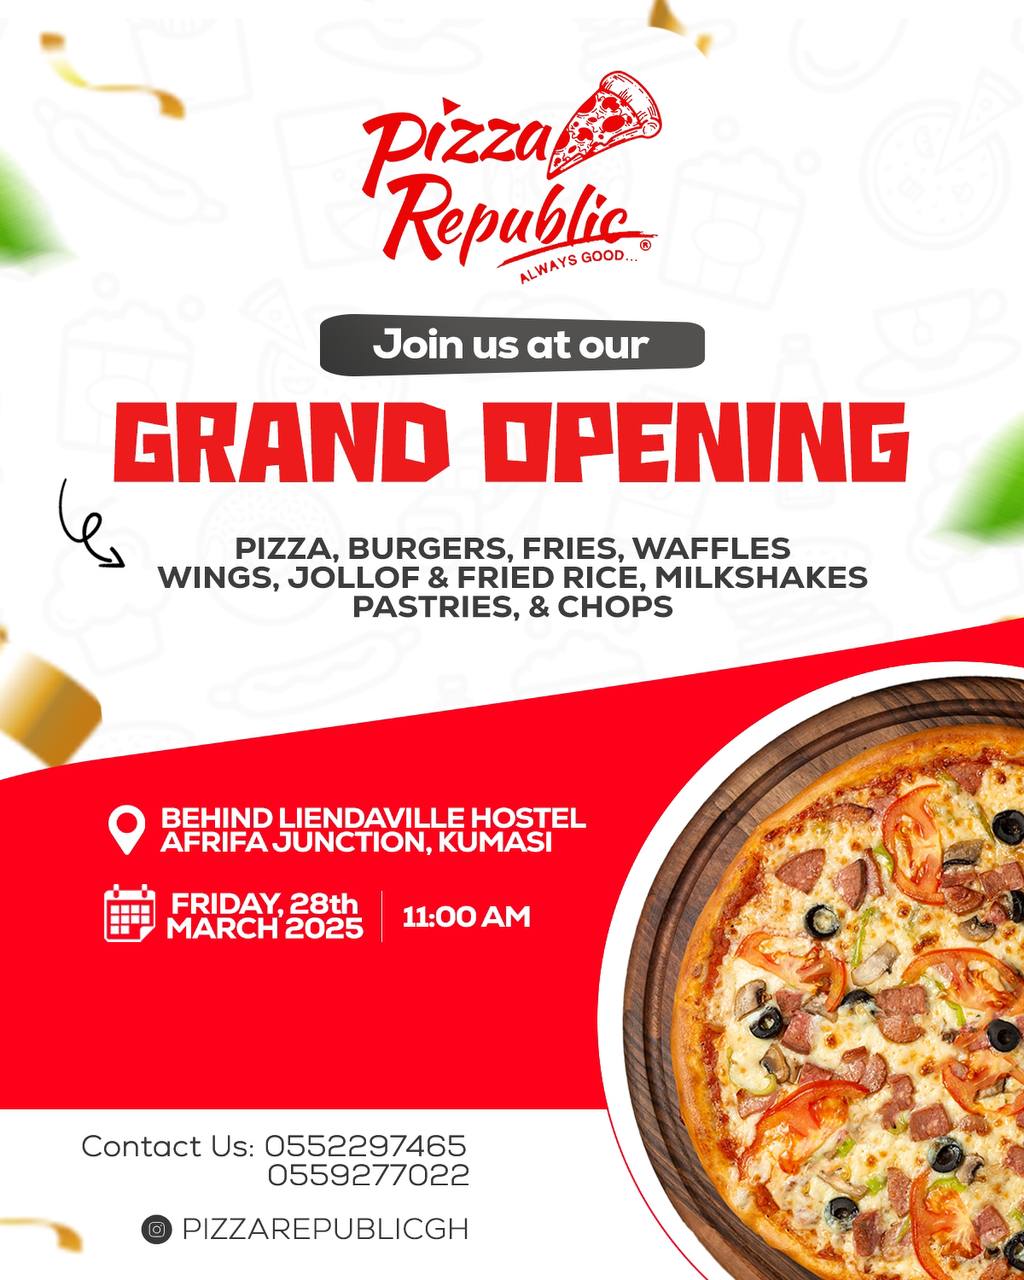 Pizza
Republic
®
ALWAYS GOOD...
Join us at our
GRAND OPENING
PIZZA, BURGERS, FRIES, WAFFLES
WINGS, JOLLOF & FRIED RICE, MILKSHAKES
PASTRIES, & CHOPS
BEHIND LIENDAVILLE HOSTEL
AFRIFA JUNCTION, KUMASI
FRIDAY, 28th
MARCH 2025
11:00 AM
Contact Us: 0552297465
0559277022
PIZZAREPUBLICGH